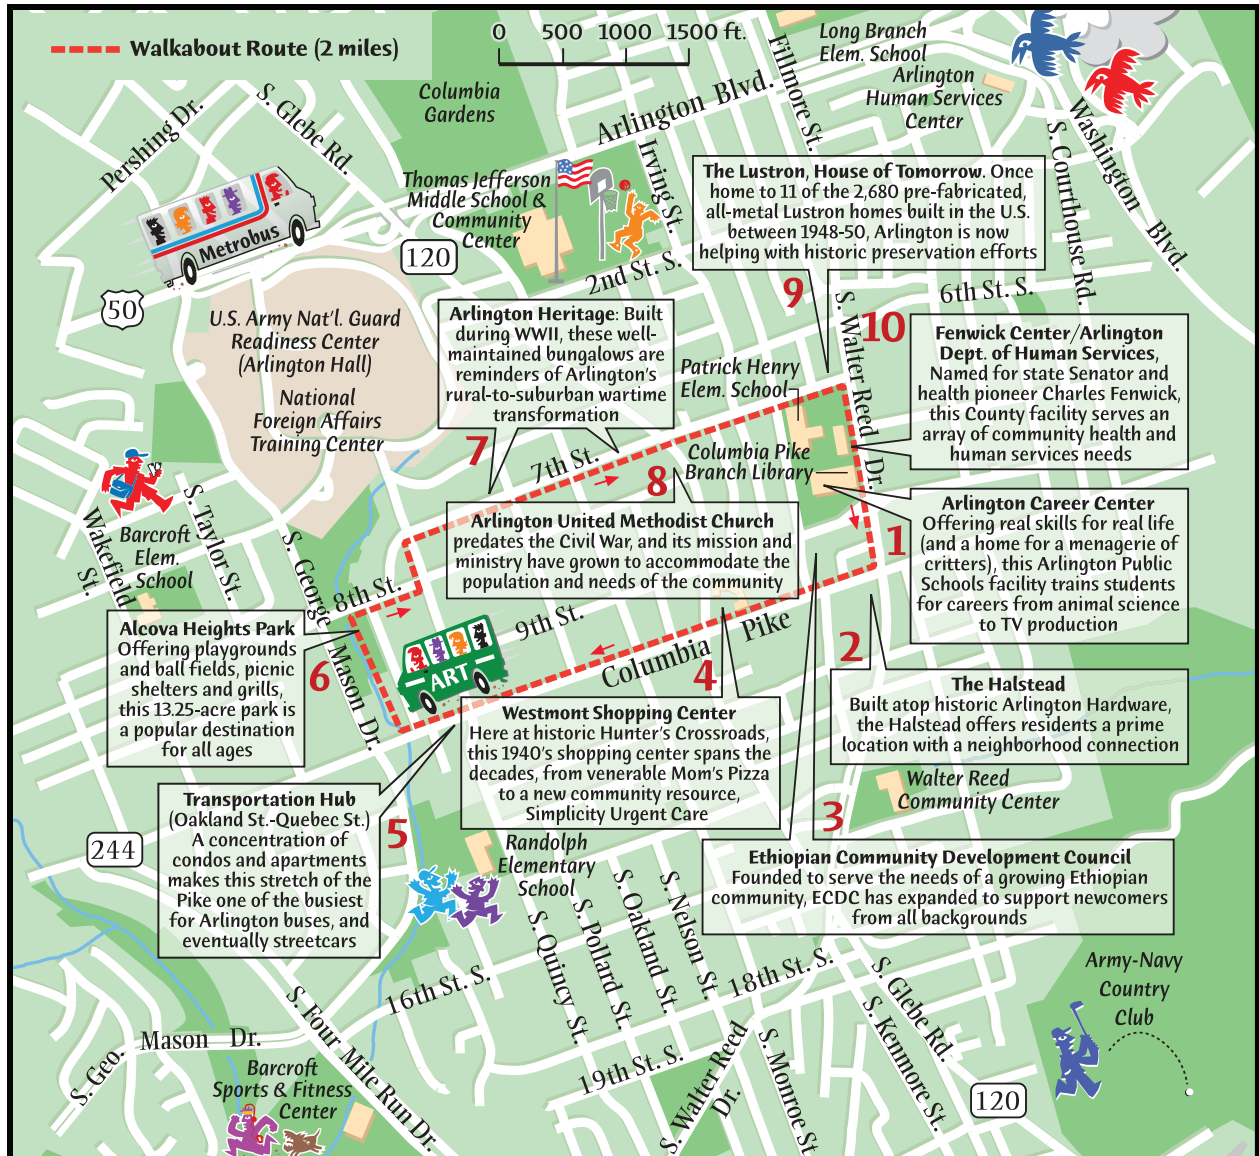 Walkabout Route (2 miles)
0 500 1000 1500 ft.
Long Branch
Elem. School
Arlington
Human Services
Center
Columbia
Gardens
Fillmore St.
Pershing Dr.
S. Glebe Rd.
Arlington Blvd.
Irving St.
Washington Blvd.
S. Courthouse Rd.
Thomas Jefferson
Middle School &
Community
Center
Metrobus
120
50
2nd St. S.
6th St. S.
The Lustron, House of Tomorrow. Once
home to 11 of the 2,680 pre-fabricated,
all-metal Lustron homes built in the U.S.
between 1948-50, Arlington is now
helping with historic preservation efforts
9
S. Walter Reed Dr.
10
U.S. Army Nat'l. Guard
Readiness Center
(Arlington Hall)
National
Foreign Affairs
Training Center
Arlington Heritage: Built
during WWII, these well-
maintained bungalows are
reminders of Arlington's
rural-to-suburban wartime
transformation
7
Patrick Henry
Elem. School
Fenwick Center/Arlington
Dept. of Human Services,
Named for state Senator and
health pioneer Charles Fenwick,
this County facility serves an
array of community health and
human services needs
7th St.
8
Columbia Pike
Branch Library
Arlington United Methodist Church
predates the Civil War, and its mission and
ministry have grown to accommodate the
population and needs of the community
1
Arlington Career Center
Offering real skills for real life
(and a home for a menagerie of
critters), this Arlington Public
Schools facility trains students
for careers from animal science
to TV production
Wakefield
St.
S. Taylor St.
Barcroft
Elem.
School
S. George Mason Dr.
8th St.
9th St.
ART
Columbia Pike
Alcova Heights Park
Offering playgrounds
and ball fields, picnic
shelters and grills,
this 13.25-acre park is
a popular destination
for all ages
6
4
2
The Halstead
Built atop historic Arlington Hardware,
the Halstead offers residents a prime
location with a neighborhood connection
Westmont Shopping Center
Here at historic Hunter's Crossroads,
this 1940's shopping center spans the
decades, from venerable Mom's Pizza
to a new community resource,
Simplicity Urgent Care
Walter Reed
Community Center
Transportation Hub
(Oakland St.-Quebec St.)
A concentration of
condos and apartments
makes this stretch of the
Pike one of the busiest
for Arlington buses, and
eventually streetcars
5
244
3
Ethiopian Community Development Council
Founded to serve the needs of a growing Ethiopian
community, ECDC has expanded to support newcomers
from all backgrounds
Randolph
Elementary
School
S. Quincy St.
S. Pollard St.
S. Oakland St.
S. Nelson St.
16th St. S.
18th St. S.
19th St. S.
S. Glebe Rd.
S. Kenmore St.
S. Walter Reed
Dr.
S. Monroe St.
Army-Navy
Country
Club
120
S. Four Mile Run Dr.
S. Geo. Mason Dr.
Barcroft
Sports & Fitness
Center